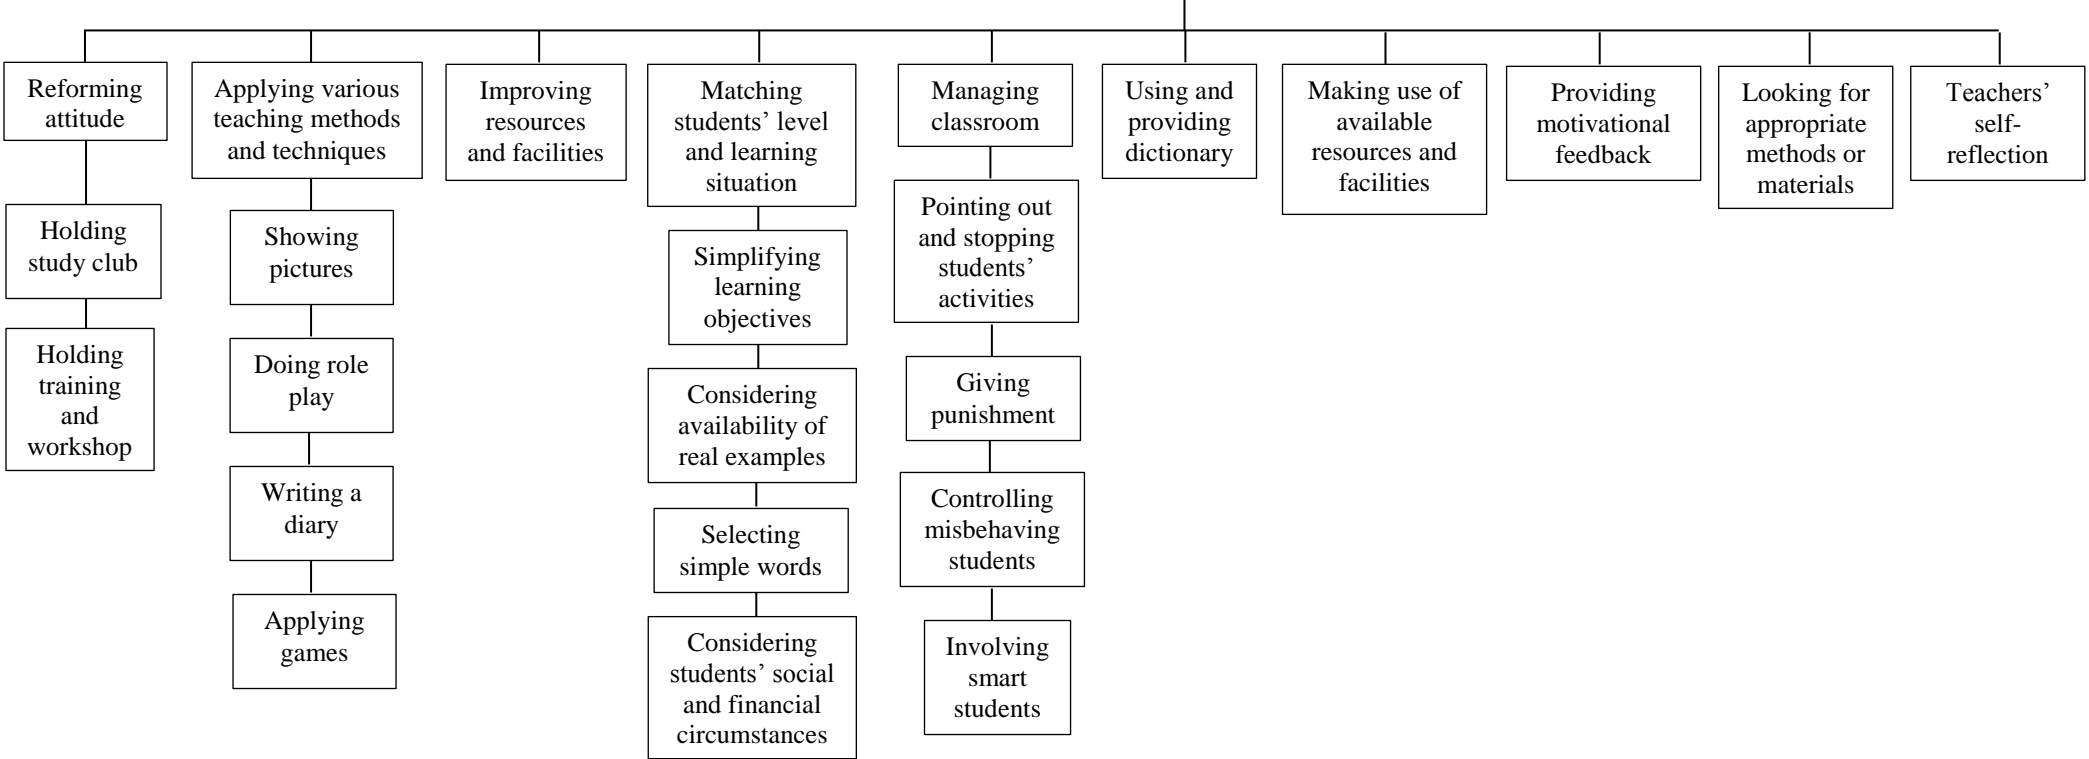 Reforming
attitude
Applying various
teaching methods
and techniques
Improving
resources
and facilities
Matching
students’ level
and learning
situation
Managing
classroom
Using and
providing
dictionary
Making use of
available
resources and
facilities
Providing
motivational
feedback
Looking for
appropriate
methods or
materials
Teachers’
self-
reflection
Holding
study club
Holding
training
and
workshop
Showing
pictures
Doing role
play
Writing a
diary
Applying
games
Simplifying
learning
objectives
Considering
availability of
real examples
Selecting
simple words
Considering
students’ social
and financial
circumstances
Pointing out
and stopping
students’
activities
Giving
punishment
Controlling
misbehaving
students
Involving
smart
students